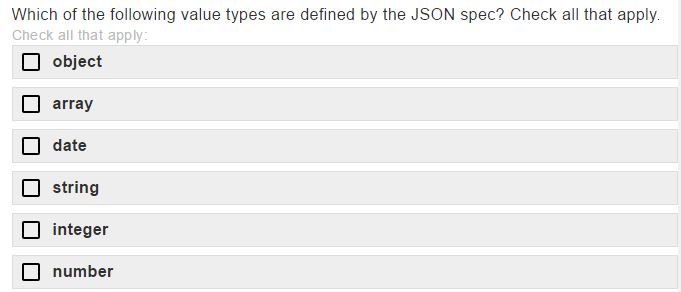 Which of the following value types are defined by the JSON spec? Check all that apply.
Check all that apply:
object
array
date
string
integer
number